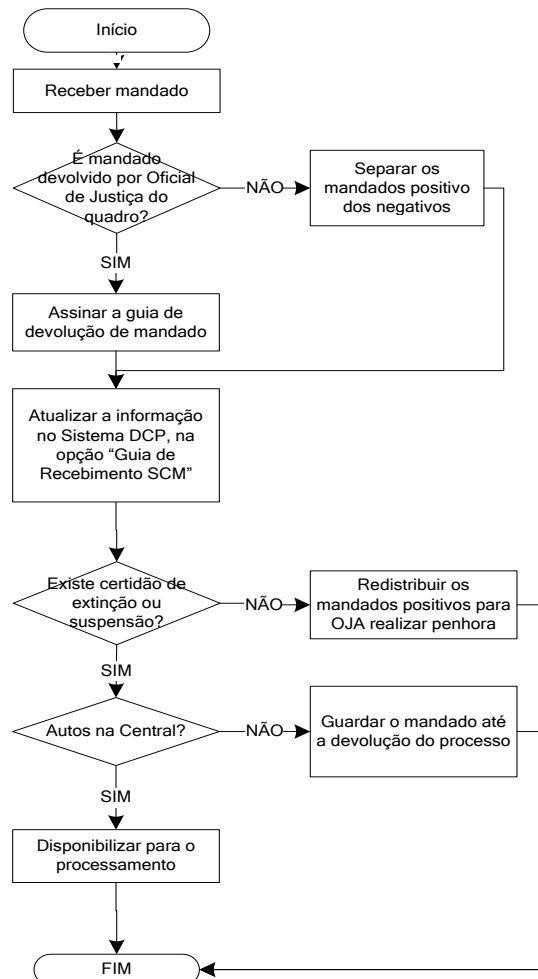 Início
Receber mandado
É mandado
devolvido por Oficial
de Justiça do
quadro?
NÃO
Separar os
mandados positivo
dos negativos
SIM
Assinar a guia de
devolução de mandado
Atualizar a informação
no Sistema DCP, na
opção “Guia de
Recebimento SCM”
Existe certidão de
extinção ou
suspensão?
NÃO
Redistribuir os
mandados positivos para
OJA realizar penhora
SIM
Autos na Central?
NÃO
Guardar o mandado até
a devolução do processo
SIM
Disponibilizar para o
processamento
FIM